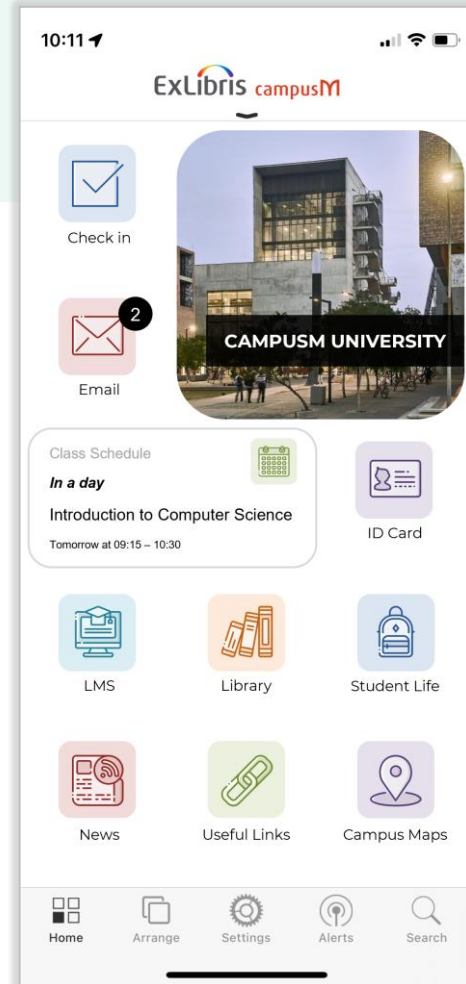 10:11
ExLibris campusM
Check in
CAMPUSM UNIVERSITY
2
Email
Class Schedule
In a day
Introduction to Computer Science
Tomorrow at 09:15 – 10:30
ID Card
LMS
Library
Student Life
News
Useful Links
Campus Maps
Home
Arrange
Settings
Alerts
Search